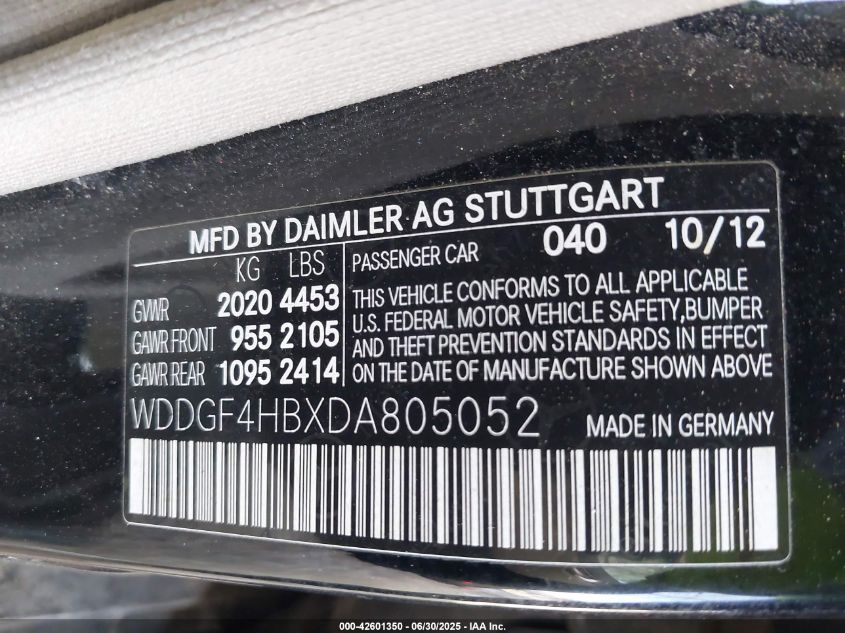 MFD BY DAIMLER AG STUTTGART
KG LBS PASSENGER CAR 040 10/12
GVWR 2020 4453 THIS VEHICLE CONFORMS TO ALL APPLICABLE
GAWR FRONT 955 2105 U.S. FEDERAL MOTOR VEHICLE SAFETY,BUMPER
AND THEFT PREVENTION STANDARDS IN EFFECT
GAWR REAR 1095 2414 ON THE DATE OF MANUFACTURE SHOWN ABOVE
WDDGF4HBXDA805052 MADE IN GERMANY
000-42601350 - 06/30/2025 - IAA Inc.